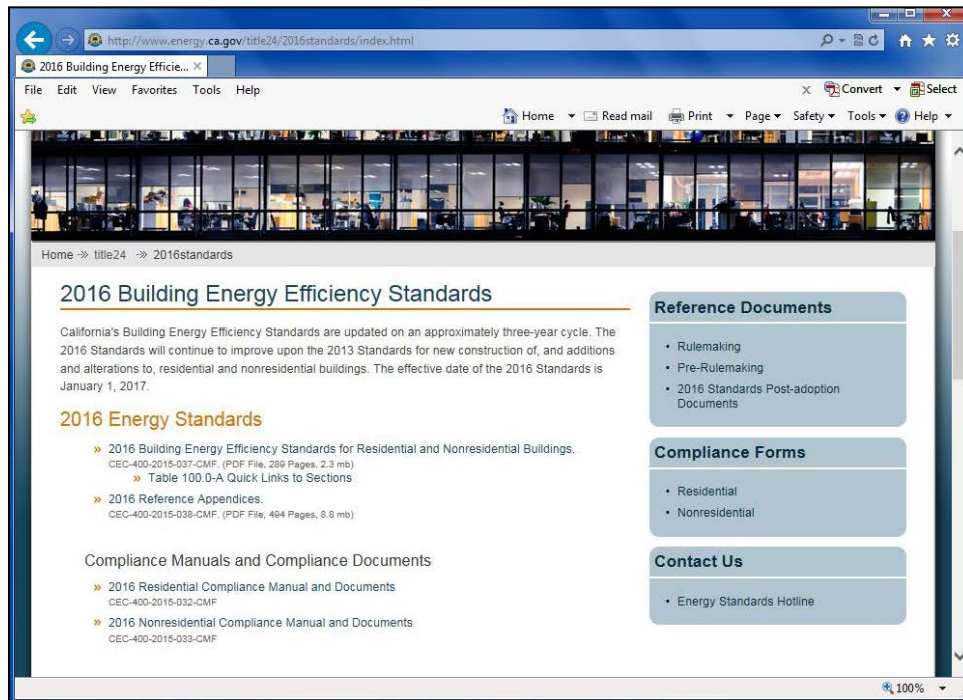 http://www.energy.ca.gov/title24/2016standards/index.html
2016 Building Energy Efficie...
File Edit View Favorites Tools Help
Convert Select
Home Read mail Print Page Safety Tools Help
Home title24 2016standards
2016 Building Energy Efficiency Standards
California's Building Energy Efficiency Standards are updated on an approximately three-year cycle. The
2016 Standards will continue to improve upon the 2013 Standards for new construction of, and additions
and alterations to, residential and nonresidential buildings. The effective date of the 2016 Standards is
January 1, 2017.
2016 Energy Standards
» 2016 Building Energy Efficiency Standards for Residential and Nonresidential Buildings.
CEC-400-2015-037-CMF. (PDF File, 289 Pages, 2.3 mb)
» Table 100.0-A Quick Links to Sections
» 2016 Reference Appendices.
CEC-400-2015-038-CMF. (PDF File, 494 Pages, 8.8 mb)
Compliance Manuals and Compliance Documents
» 2016 Residential Compliance Manual and Documents
CEC-400-2015-032-CMF
» 2016 Nonresidential Compliance Manual and Documents
CEC-400-2015-033-CMF
Reference Documents
• Rulemaking
• Pre-Rulemaking
• 2016 Standards Post-adoption
Documents
Compliance Forms
• Residential
• Nonresidential
Contact Us
• Energy Standards Hotline
100%